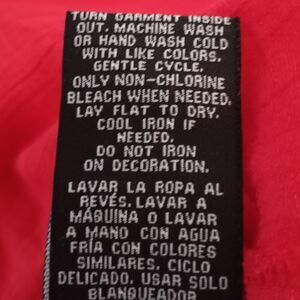 TURN GARMENT INSIDE
OUT. MACHINE WASH
OR HAND WASH COLD
WITH LIKE COLORS.
GENTLE CYCLE.
ONLY NON-CHLORINE
BLEACH WHEN NEEDED.
LAY FLAT TO DRY.
COOL IRON IF
NEEDED.
DO NOT IRON
ON DECORATION.
LAVAR LA ROPA AL
REVÉS. LAVAR A
MÁQUINA O LAVAR
A MANO CON AGUA
FRÍA CON COLORES
SIMILARES. CICLO
DELICADO. USAR SOLO
BLANQUEADOR